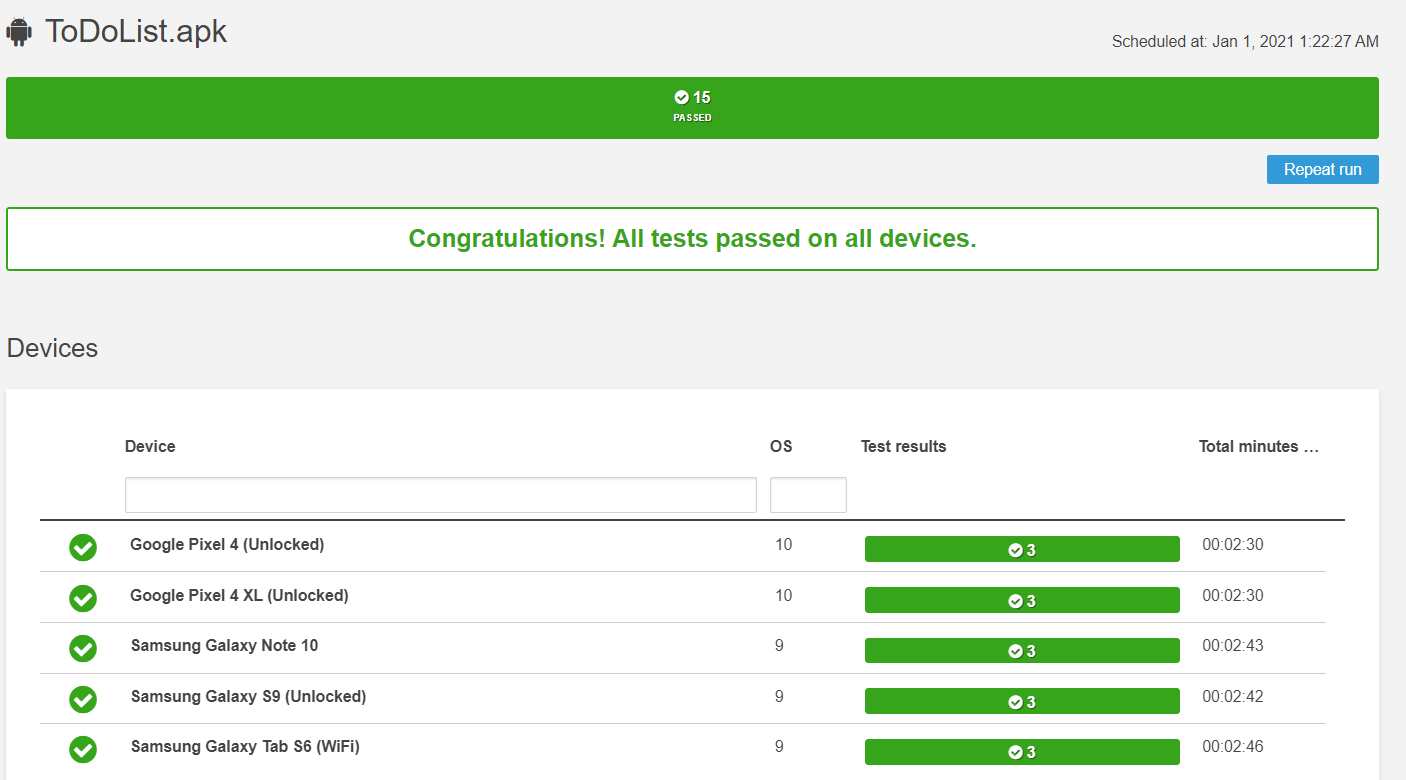 ToDoList.apk
Scheduled at: Jan 1, 2021 1:22:27 AM
15
PASSED
Repeat run
Congratulations! All tests passed on all devices.
Devices
Device OS Test results Total minutes …
Google Pixel 4 (Unlocked) 10 3 00:02:30
Google Pixel 4 XL (Unlocked) 10 3 00:02:30
Samsung Galaxy Note 10 9 3 00:02:43
Samsung Galaxy S9 (Unlocked) 9 3 00:02:42
Samsung Galaxy Tab S6 (WiFi) 9 3 00:02:46